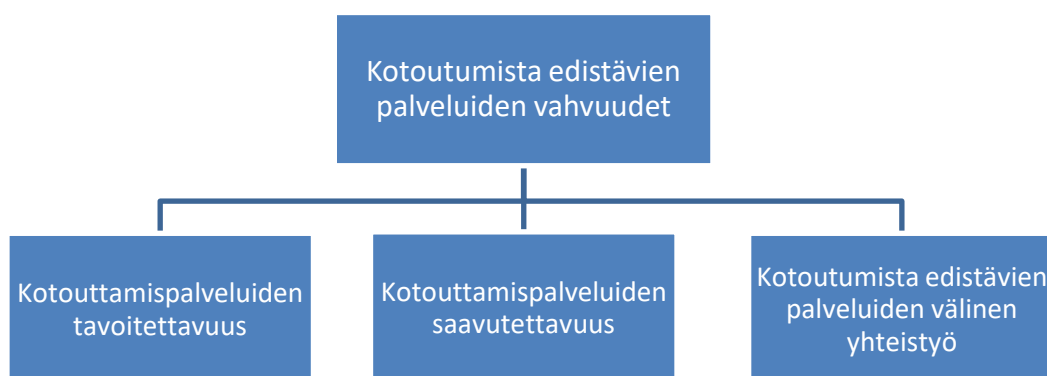 Kotoutumista edistävien
palveluiden vahvuudet
Kotouttamispalveluiden
tavoitettavuus
Kotouttamispalveluiden
saavutettavuus
Kotoutumista edistävien
palveluiden välinen
yhteistyö